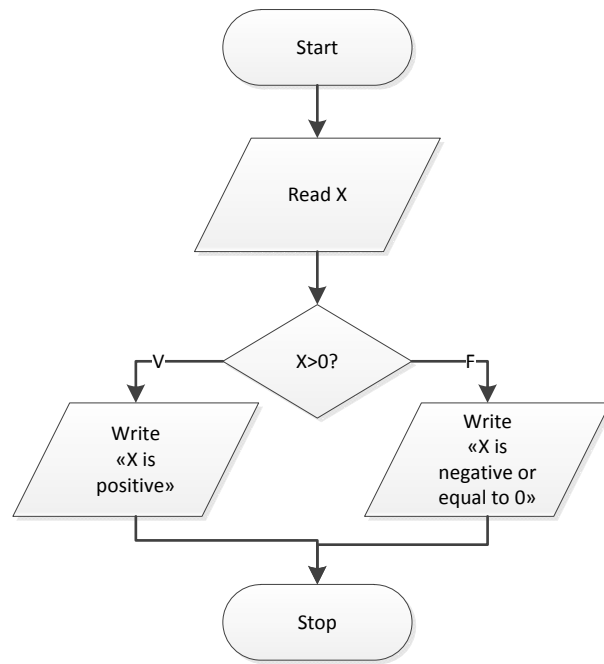 Start
Read X
X>0?
V
F
Write
«X is
positive»
Write
«X is
negative or
equal to 0»
Stop